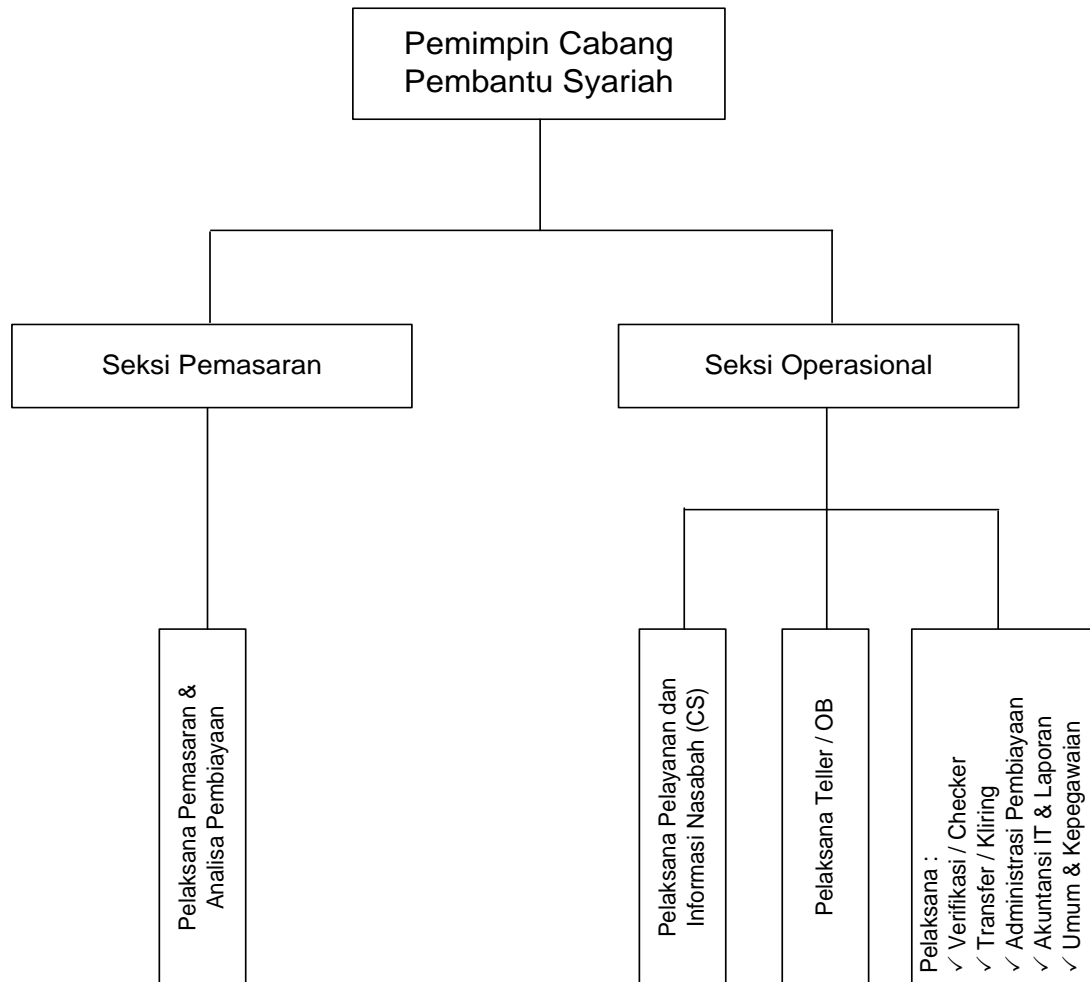 Pemimpin Cabang
Pembantu Syariah
Seksi Pemasaran
Seksi Operasional
Pelaksana Pemasaran &
Analisa Pembiayaan
Pelaksana Pelayanan dan
Informasi Nasabah (CS)
Pelaksana Teller / OB
Pelaksana :
✓ Verifikasi / Checker
✓ Transfer / Kliring
✓ Administrasi Pembiayaan
✓ Akuntansi IT & Laporan
✓ Umum & Kepegawaian